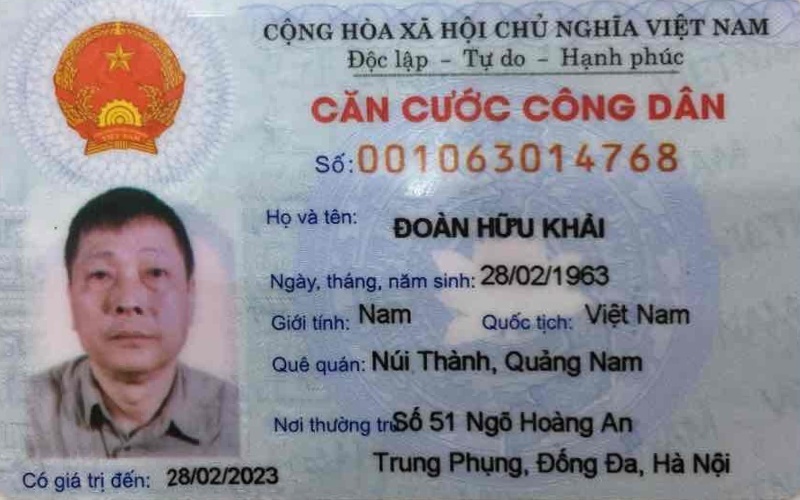 CỘNG HÒA XÃ HỘI CHỦ NGHĨA VIỆT NAM
Độc lập - Tự do - Hạnh phúc
CĂN CƯỚC CÔNG DÂN
Số: 001063014768
Họ và tên: ĐOÀN HỮU KHẢI
Ngày, tháng, năm sinh: 28/02/1963
Giới tính: Nam Quốc tịch: Việt Nam
Quê quán: Núi Thành, Quảng Nam
Nơi thường trú: Số 51 Ngõ Hoàng An
Trung Phụng, Đống Đa, Hà Nội
Có giá trị đến: 28/02/2023